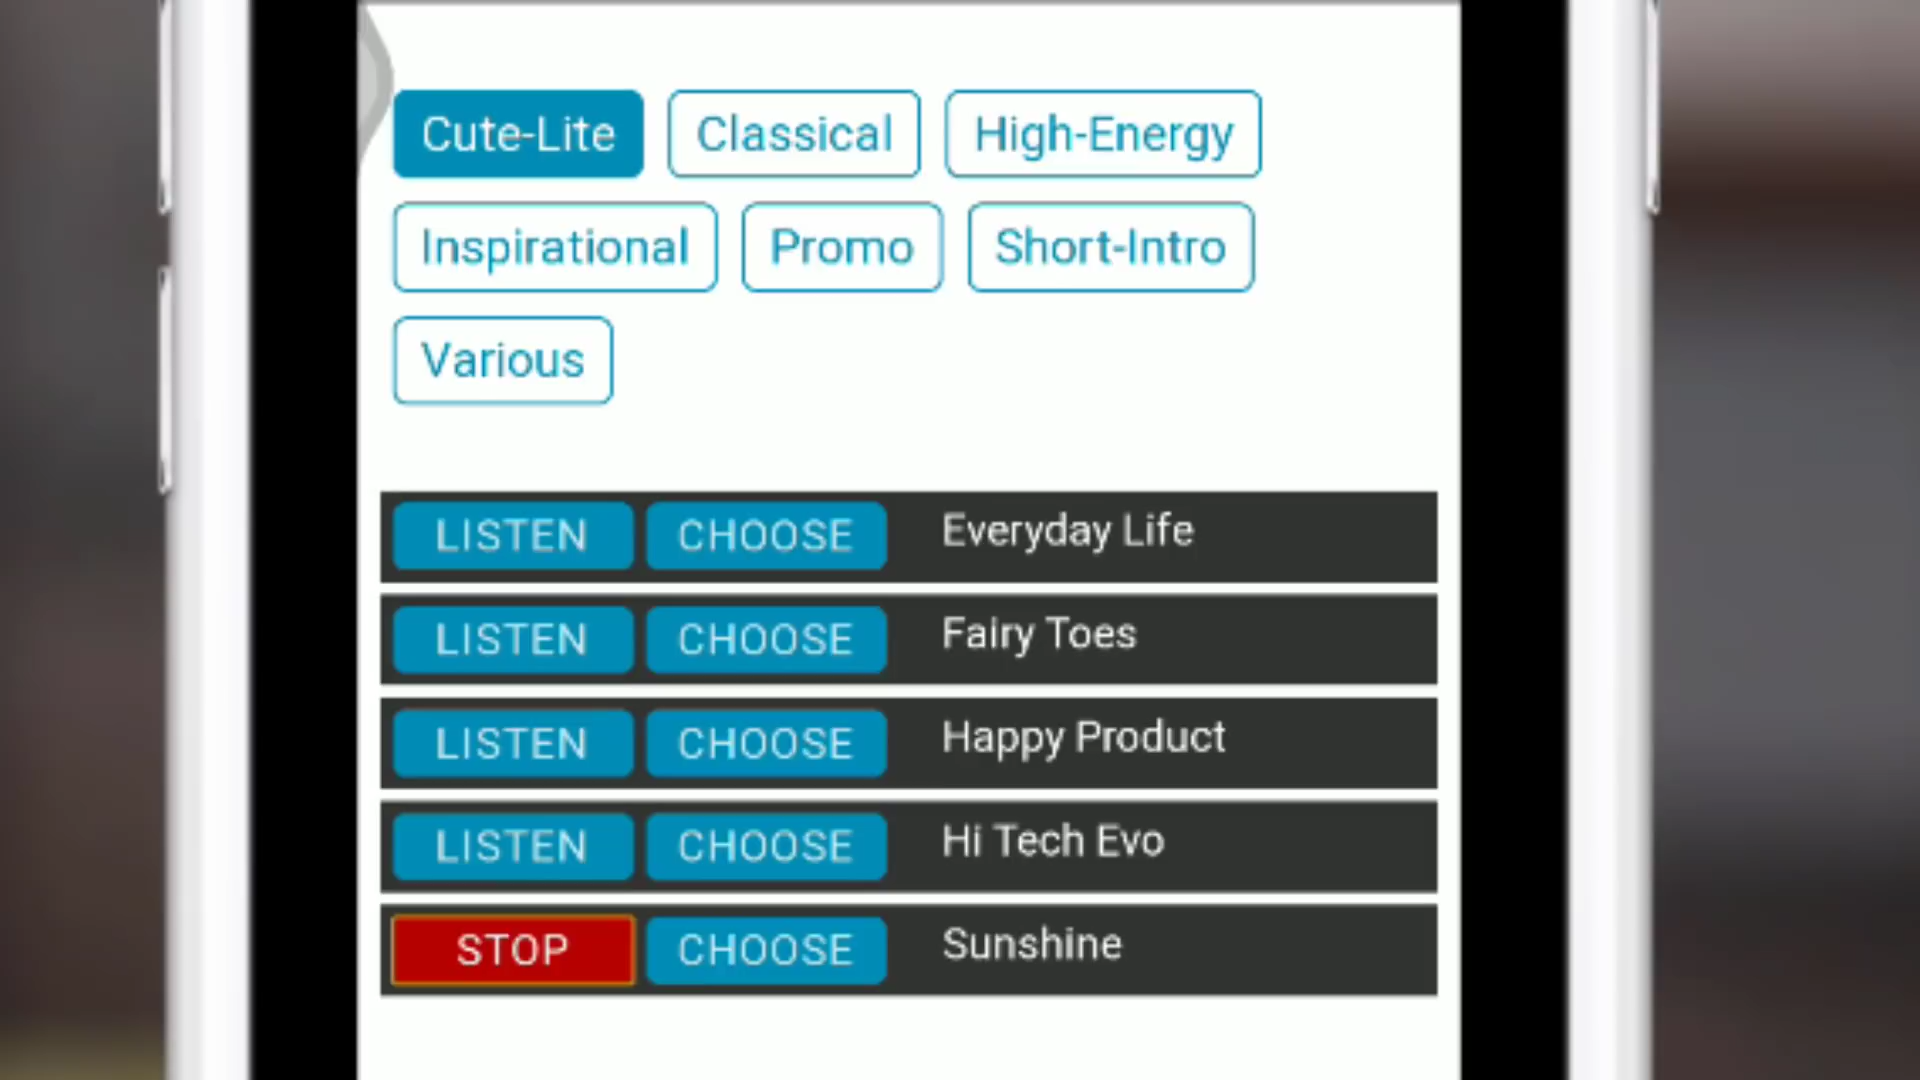 Cute-Lite Classical High-Energy
Inspirational Promo Short-Intro
Various
LISTEN CHOOSE Everyday Life
LISTEN CHOOSE Fairy Toes
LISTEN CHOOSE Happy Product
LISTEN CHOOSE Hi Tech Evo
STOP CHOOSE Sunshine